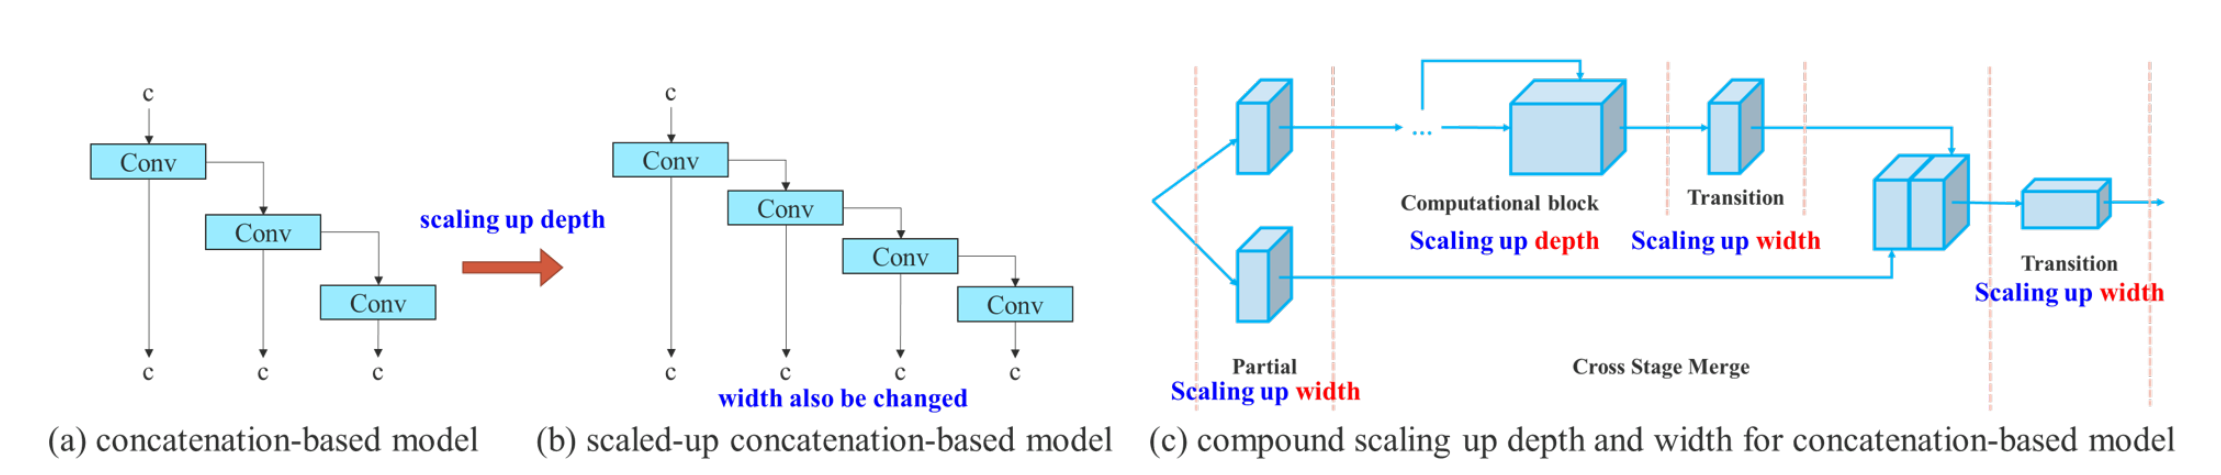 c
Conv
Conv
Conv
c c c
(a) concatenation-based model
scaling up depth
c
Conv
Conv
Conv
Conv
c c c c
width also be changed
(b) scaled-up concatenation-based model
...
Computational block
Scaling up depth
Transition
Scaling up width
Transition
Scaling up width
Partial
Scaling up width
Cross Stage Merge
(c) compound scaling up depth and width for concatenation-based model